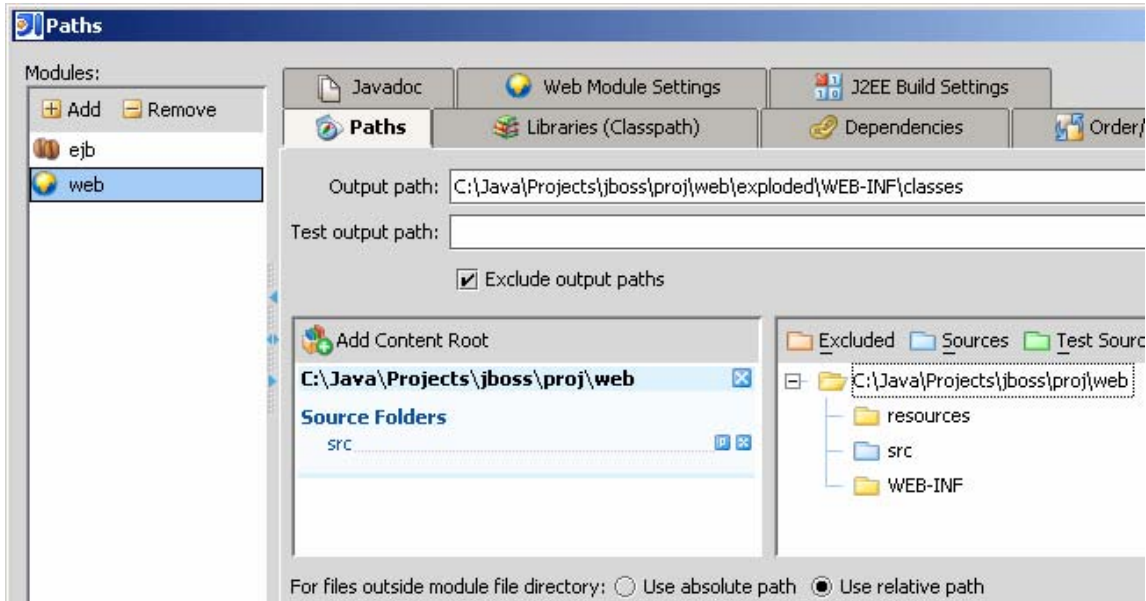 Paths
Modules:
Add Remove
ejb
web
Javadoc Web Module Settings J2EE Build Settings
Paths Libraries (Classpath) Dependencies Order/
Output path: C:\Java\Projects\jboss\proj\web\exploded\WEB-INF\classes
Test output path:
Exclude output paths
Add Content Root
C:\Java\Projects\jboss\proj\web
Source Folders
src
Excluded Sources Test Sourc
C:\Java\Projects\jboss\proj\web
resources
src
WEB-INF
For files outside module file directory: Use absolute path Use relative path